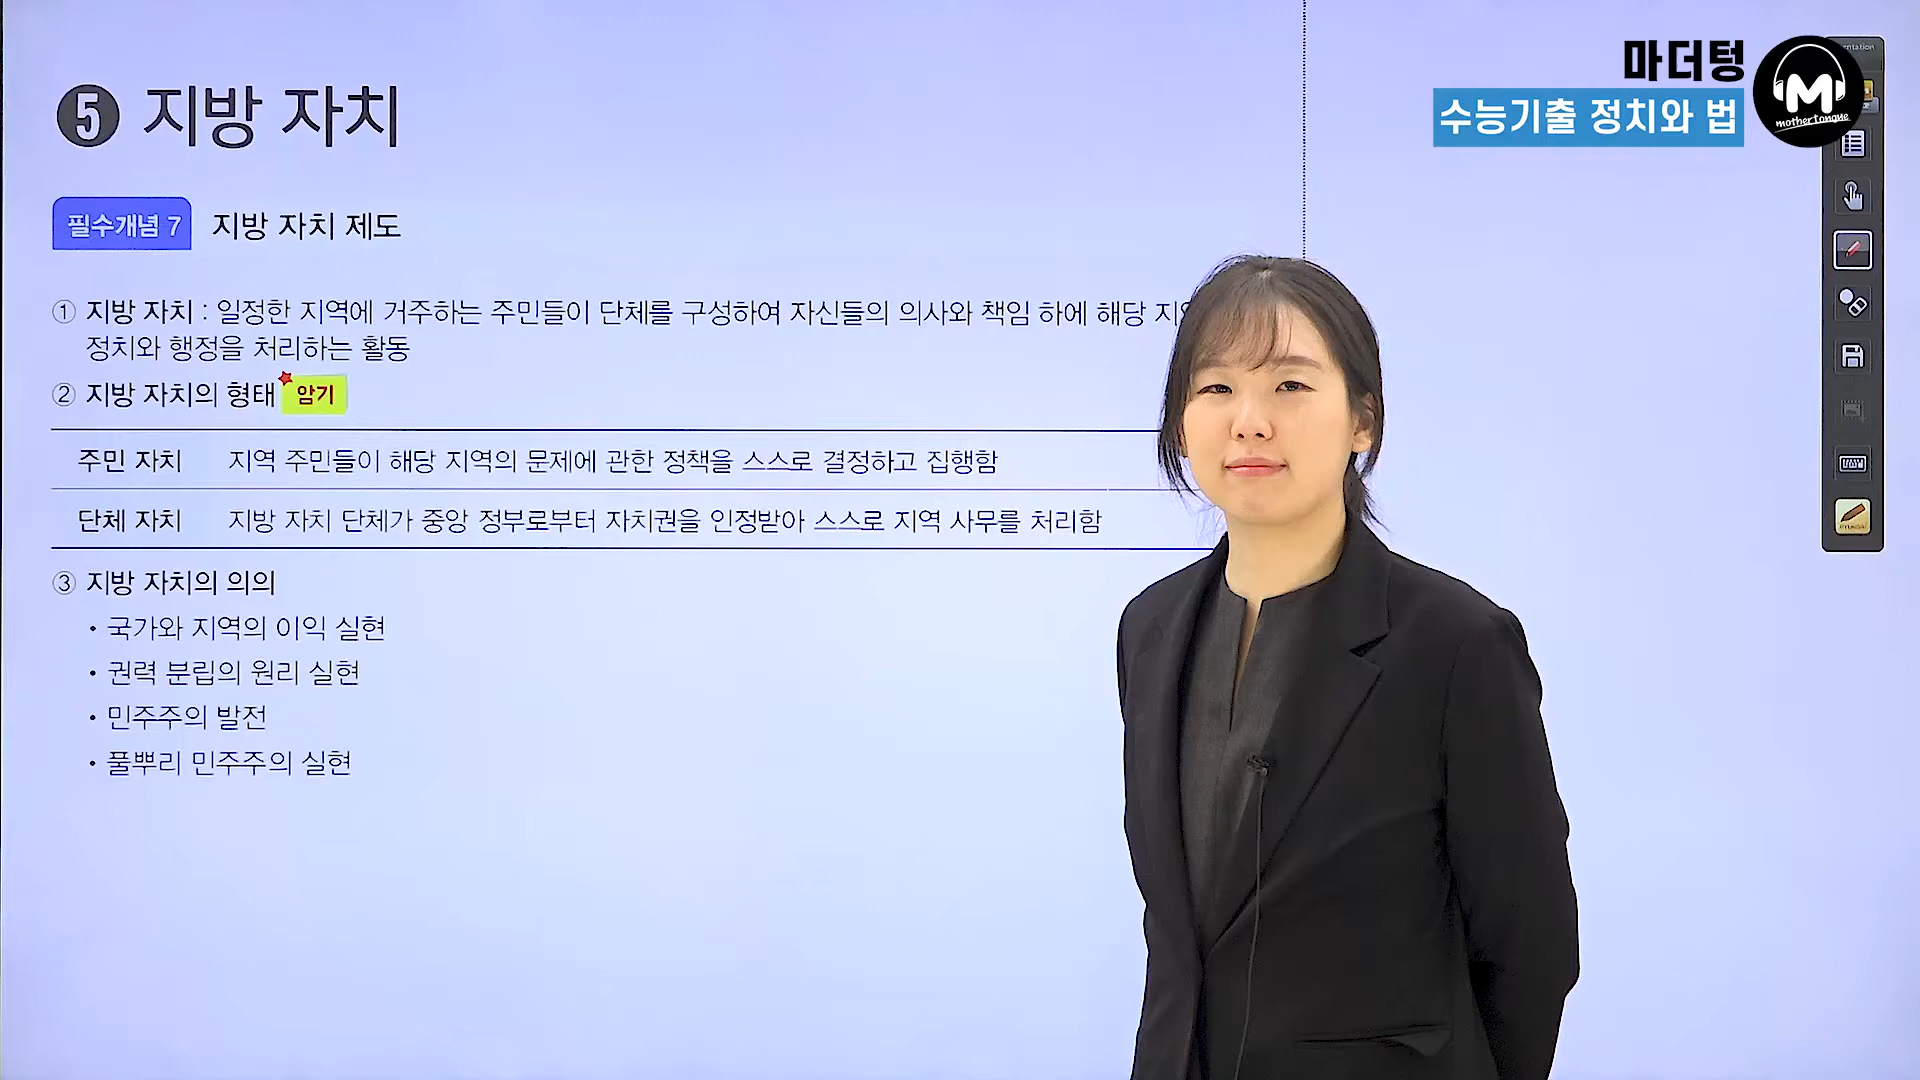 마더텅
수능기출 정치와 법
mothertongue
❺ 지방 자치
필수개념 7 지방 자치 제도
① 지방 자치 : 일정한 지역에 거주하는 주민들이 단체를 구성하여 자신들의 의사와 책임 하에 해당
정치와 행정을 처리하는 활동
② 지방 자치의 형태 암기
주민 자치 지역 주민들이 해당 지역의 문제에 관한 정책을 스스로 결정하고 집행함
단체 자치 지방 자치 단체가 중앙 정부로부터 자치권을 인정받아 스스로 지역 사무를 처리함
③ 지방 자치의 의의
• 국가와 지역의 이익 실현
• 권력 분립의 원리 실현
• 민주주의 발전
• 풀뿌리 민주주의 실현